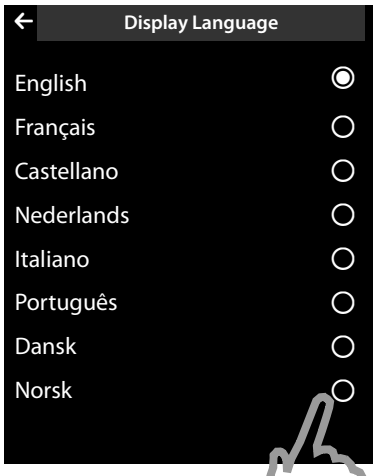 Display Language
English
Français
Castellano
Nederlands
Italiano
Português
Dansk
Norsk